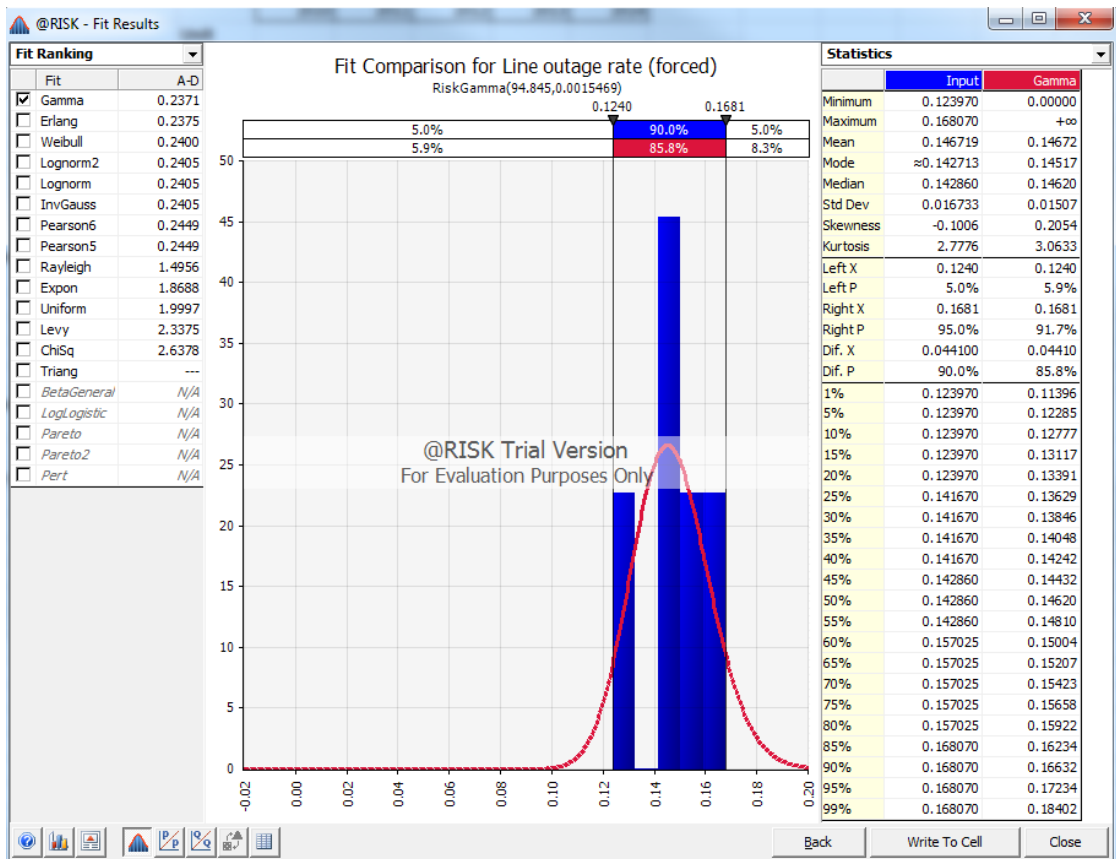 @RISK - Fit Results
Fit Ranking
Fit A-D
Gamma 0.2371
Erlang 0.2375
Weibull 0.2400
Lognorm2 0.2405
Lognorm 0.2405
InvGauss 0.2405
Pearson6 0.2449
Pearson5 0.2449
Rayleigh 1.4956
Expon 1.8688
Uniform 1.9997
Levy 2.3375
ChiSq 2.6378
Triang ---
BetaGeneral N/A
LogLogistic N/A
Pareto N/A
Pareto2 N/A
Pert N/A
Fit Comparison for Line outage rate (forced)
RiskGamma(94.845,0.0015469)
0.1240 0.1681
5.0% 90.0% 5.0%
5.9% 85.8% 8.3%
50
45
40
35
30
25
20
15
10
5
0
@RISK Trial Version
For Evaluation Purposes Only
-0.02 0.00 0.02 0.04 0.06 0.08 0.10 0.12 0.14 0.16 0.18 0.20
Statistics
Input Gamma
Minimum 0.123970 0.00000
Maximum 0.168070 +∞
Mean 0.146719 0.14672
Mode ≈0.142713 0.14517
Median 0.142860 0.14620
Std Dev 0.016733 0.01507
Skewness -0.1006 0.2054
Kurtosis 2.7776 3.0633
Left X 0.1240 0.1240
Left P 5.0% 5.9%
Right X 0.1681 0.1681
Right P 95.0% 91.7%
Dif. X 0.044100 0.04410
Dif. P 90.0% 85.8%
1% 0.123970 0.11396
5% 0.123970 0.12285
10% 0.123970 0.12777
15% 0.123970 0.13117
20% 0.123970 0.13391
25% 0.141670 0.13629
30% 0.141670 0.13846
35% 0.141670 0.14048
40% 0.141670 0.14242
45% 0.142860 0.14432
50% 0.142860 0.14620
55% 0.142860 0.14810
60% 0.157025 0.15004
65% 0.157025 0.15207
70% 0.157025 0.15423
75% 0.157025 0.15658
80% 0.157025 0.15922
85% 0.168070 0.16234
90% 0.168070 0.16632
95% 0.168070 0.17234
99% 0.168070 0.18402
Back Write To Cell Close